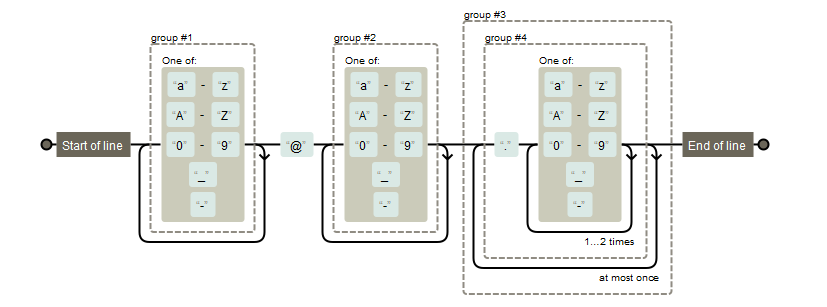 group #3
group #1
group #2
group #4
One of:
One of:
One of:
“a” - “z”
“a” - “z”
“a” - “z”
“A” - “Z”
“A” - “Z”
“A” - “Z”
Start of line
“0” - “9”
“@”
“0” - “9”
“.”
“0” - “9”
End of line
“_”
“_”
“_”
“-”
“-”
“-”
1...2 times
at most once